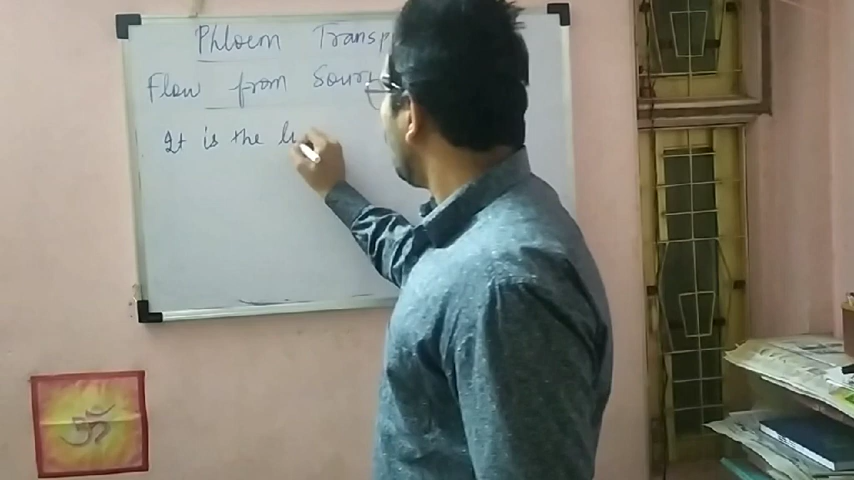 Phloem Transp
Flow from Sour
It is the
ॐ